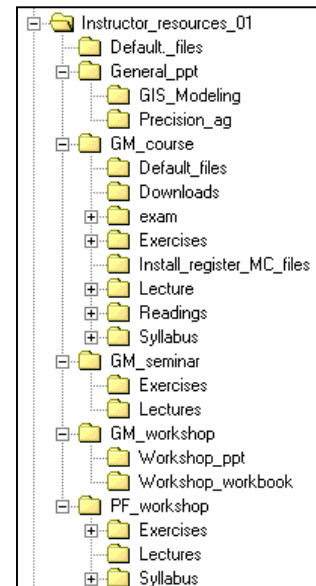 Instructor_resources_01
Default._files
General_ppt
GIS_Modeling
Precision_ag
GM_course
Default_files
Downloads
exam
Exercises
Install_register_MC_files
Lecture
Readings
Syllabus
GM_seminar
Exercises
Lectures
GM_workshop
Workshop_ppt
Workshop_workbook
PF_workshop
Exercises
Lectures
Syllabus